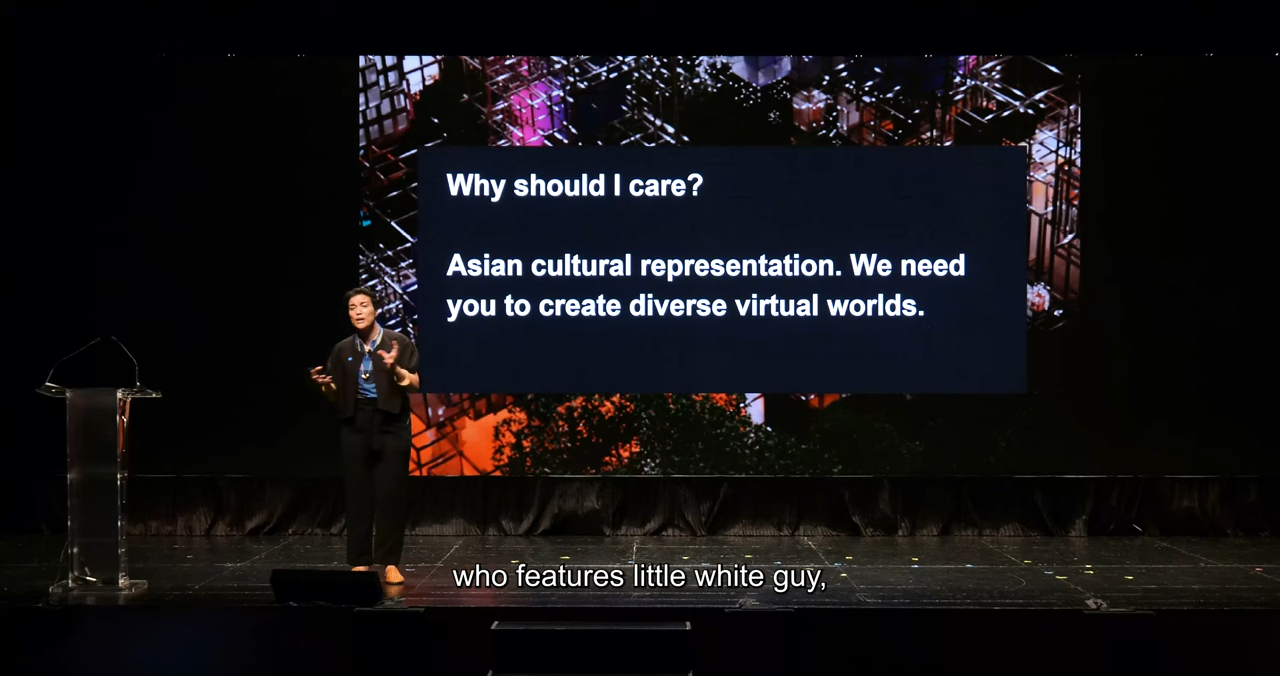 Why should I care?
Asian cultural representation. We need
you to create diverse virtual worlds.
who features little white guy,